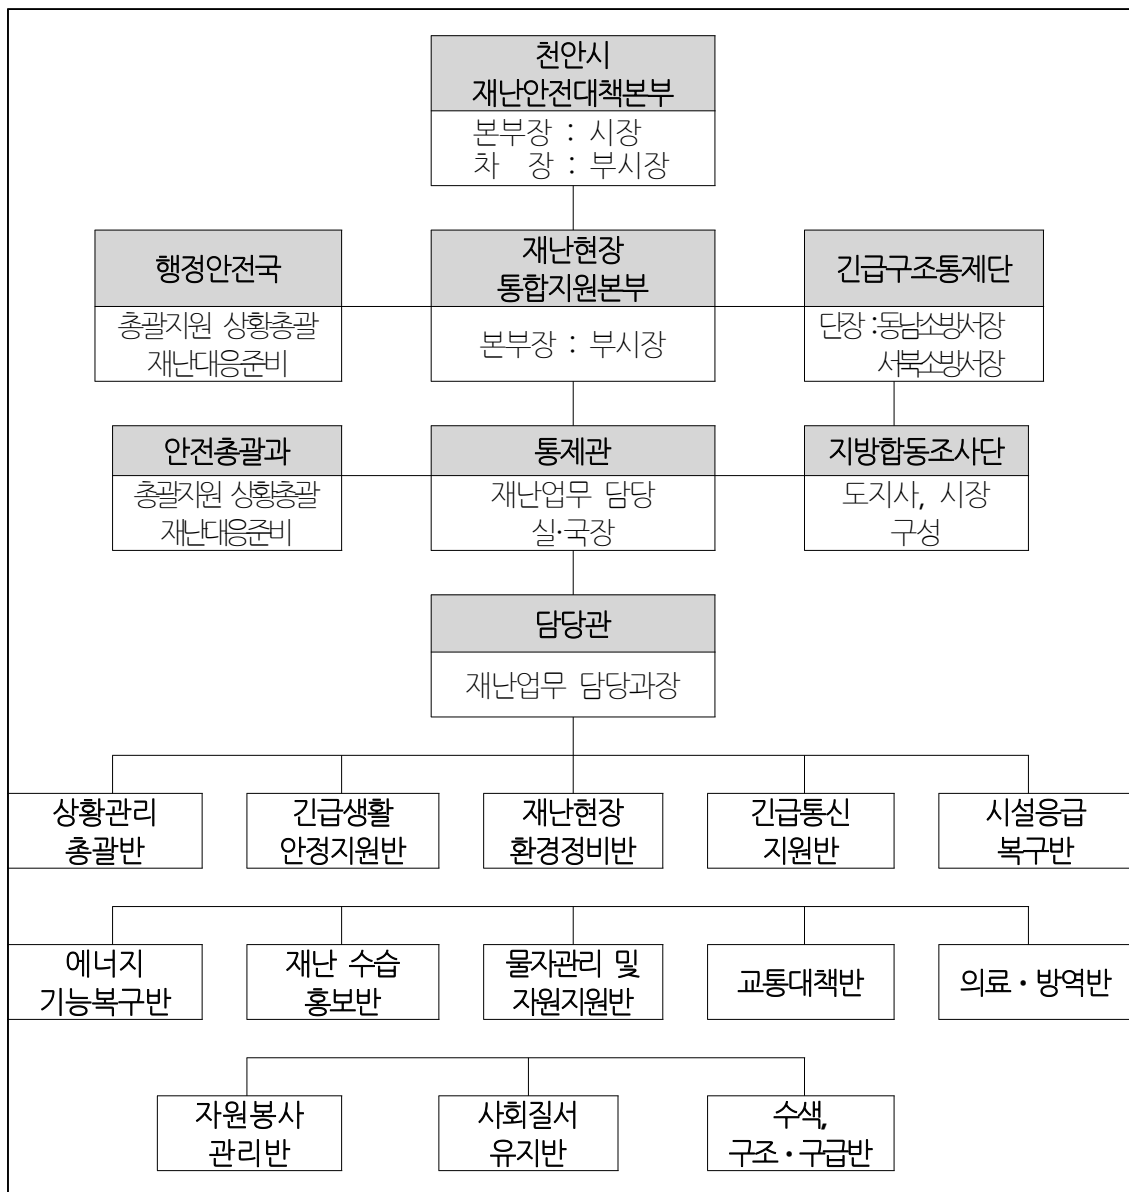 천안시
재난안전대책본부
본부장 : 시장
차 장 : 부시장
행정안전국
총괄지원 상황총괄
재난대응준비
재난현장
통합지원본부
본부장 : 부시장
긴급구조통제단
단장 :동남소방서장
서북소방서장
안전총괄과
총괄지원 상황총괄
재난대응준비
통제관
재난업무 담당
실·국장
지방합동조사단
도지사, 시장
구성
담당관
재난업무 담당과장
상황관리
총괄반
긴급생활
안정지원반
재난현장
환경정비반
긴급통신
지원반
시설응급
복구반
에너지
기능복구반
재난 수습
홍보반
물자관리 및
자원지원반
교통대책반
의료·방역반
자원봉사
관리반
사회질서
유지반
수색,
구조·구급반